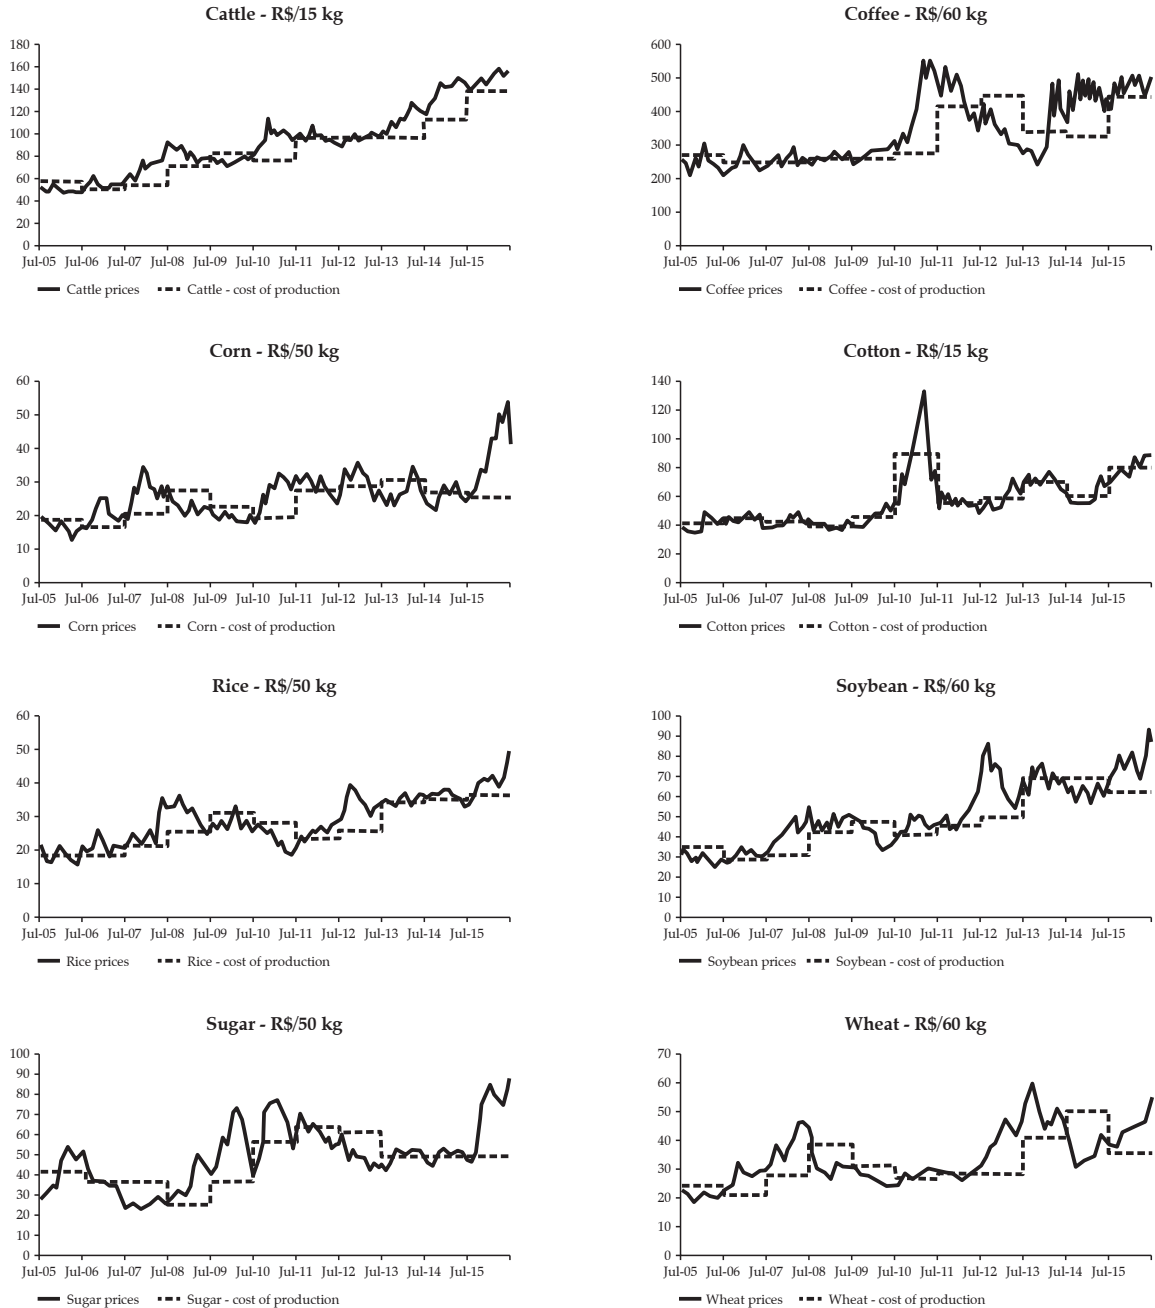 Cattle - R$/15 kg
180
160
140
120
100
80
60
40
20
0
Jul-05 Jul-06 Jul-07 Jul-08 Jul-09 Jul-10 Jul-11 Jul-12 Jul-13 Jul-14 Jul-15
Cattle prices Cattle - cost of production
Coffee - R$/60 kg
600
500
400
300
200
100
0
Jul-05 Jul-06 Jul-07 Jul-08 Jul-09 Jul-10 Jul-11 Jul-12 Jul-13 Jul-14 Jul-15
Coffee prices Coffee - cost of production
Corn - R$/50 kg
60
50
40
30
20
10
0
Jul-05 Jul-06 Jul-07 Jul-08 Jul-09 Jul-10 Jul-11 Jul-12 Jul-13 Jul-14 Jul-15
Corn prices Corn - cost of production
Cotton - R$/15 kg
140
120
100
80
60
40
20
0
Jul-05 Jul-06 Jul-07 Jul-08 Jul-09 Jul-10 Jul-11 Jul-12 Jul-13 Jul-14 Jul-15
Cotton prices Cotton - cost of production
Rice - R$/50 kg
60
50
40
30
20
10
0
Jul-05 Jul-06 Jul-07 Jul-08 Jul-09 Jul-10 Jul-11 Jul-12 Jul-13 Jul-14 Jul-15
Rice prices Rice - cost of production
Soybean - R$/60 kg
100
90
80
70
60
50
40
30
20
10
0
Jul-05 Jul-06 Jul-07 Jul-08 Jul-09 Jul-10 Jul-11 Jul-12 Jul-13 Jul-14 Jul-15
Soybean prices Soybean - cost of production
Sugar - R$/50 kg
100
90
80
70
60
50
40
30
20
10
0
Jul-05 Jul-06 Jul-07 Jul-08 Jul-09 Jul-10 Jul-11 Jul-12 Jul-13 Jul-14 Jul-15
Sugar prices Sugar - cost of production
Wheat - R$/60 kg
70
60
50
40
30
20
10
0
Jul-05 Jul-06 Jul-07 Jul-08 Jul-09 Jul-10 Jul-11 Jul-12 Jul-13 Jul-14 Jul-15
Wheat prices Wheat - cost of production